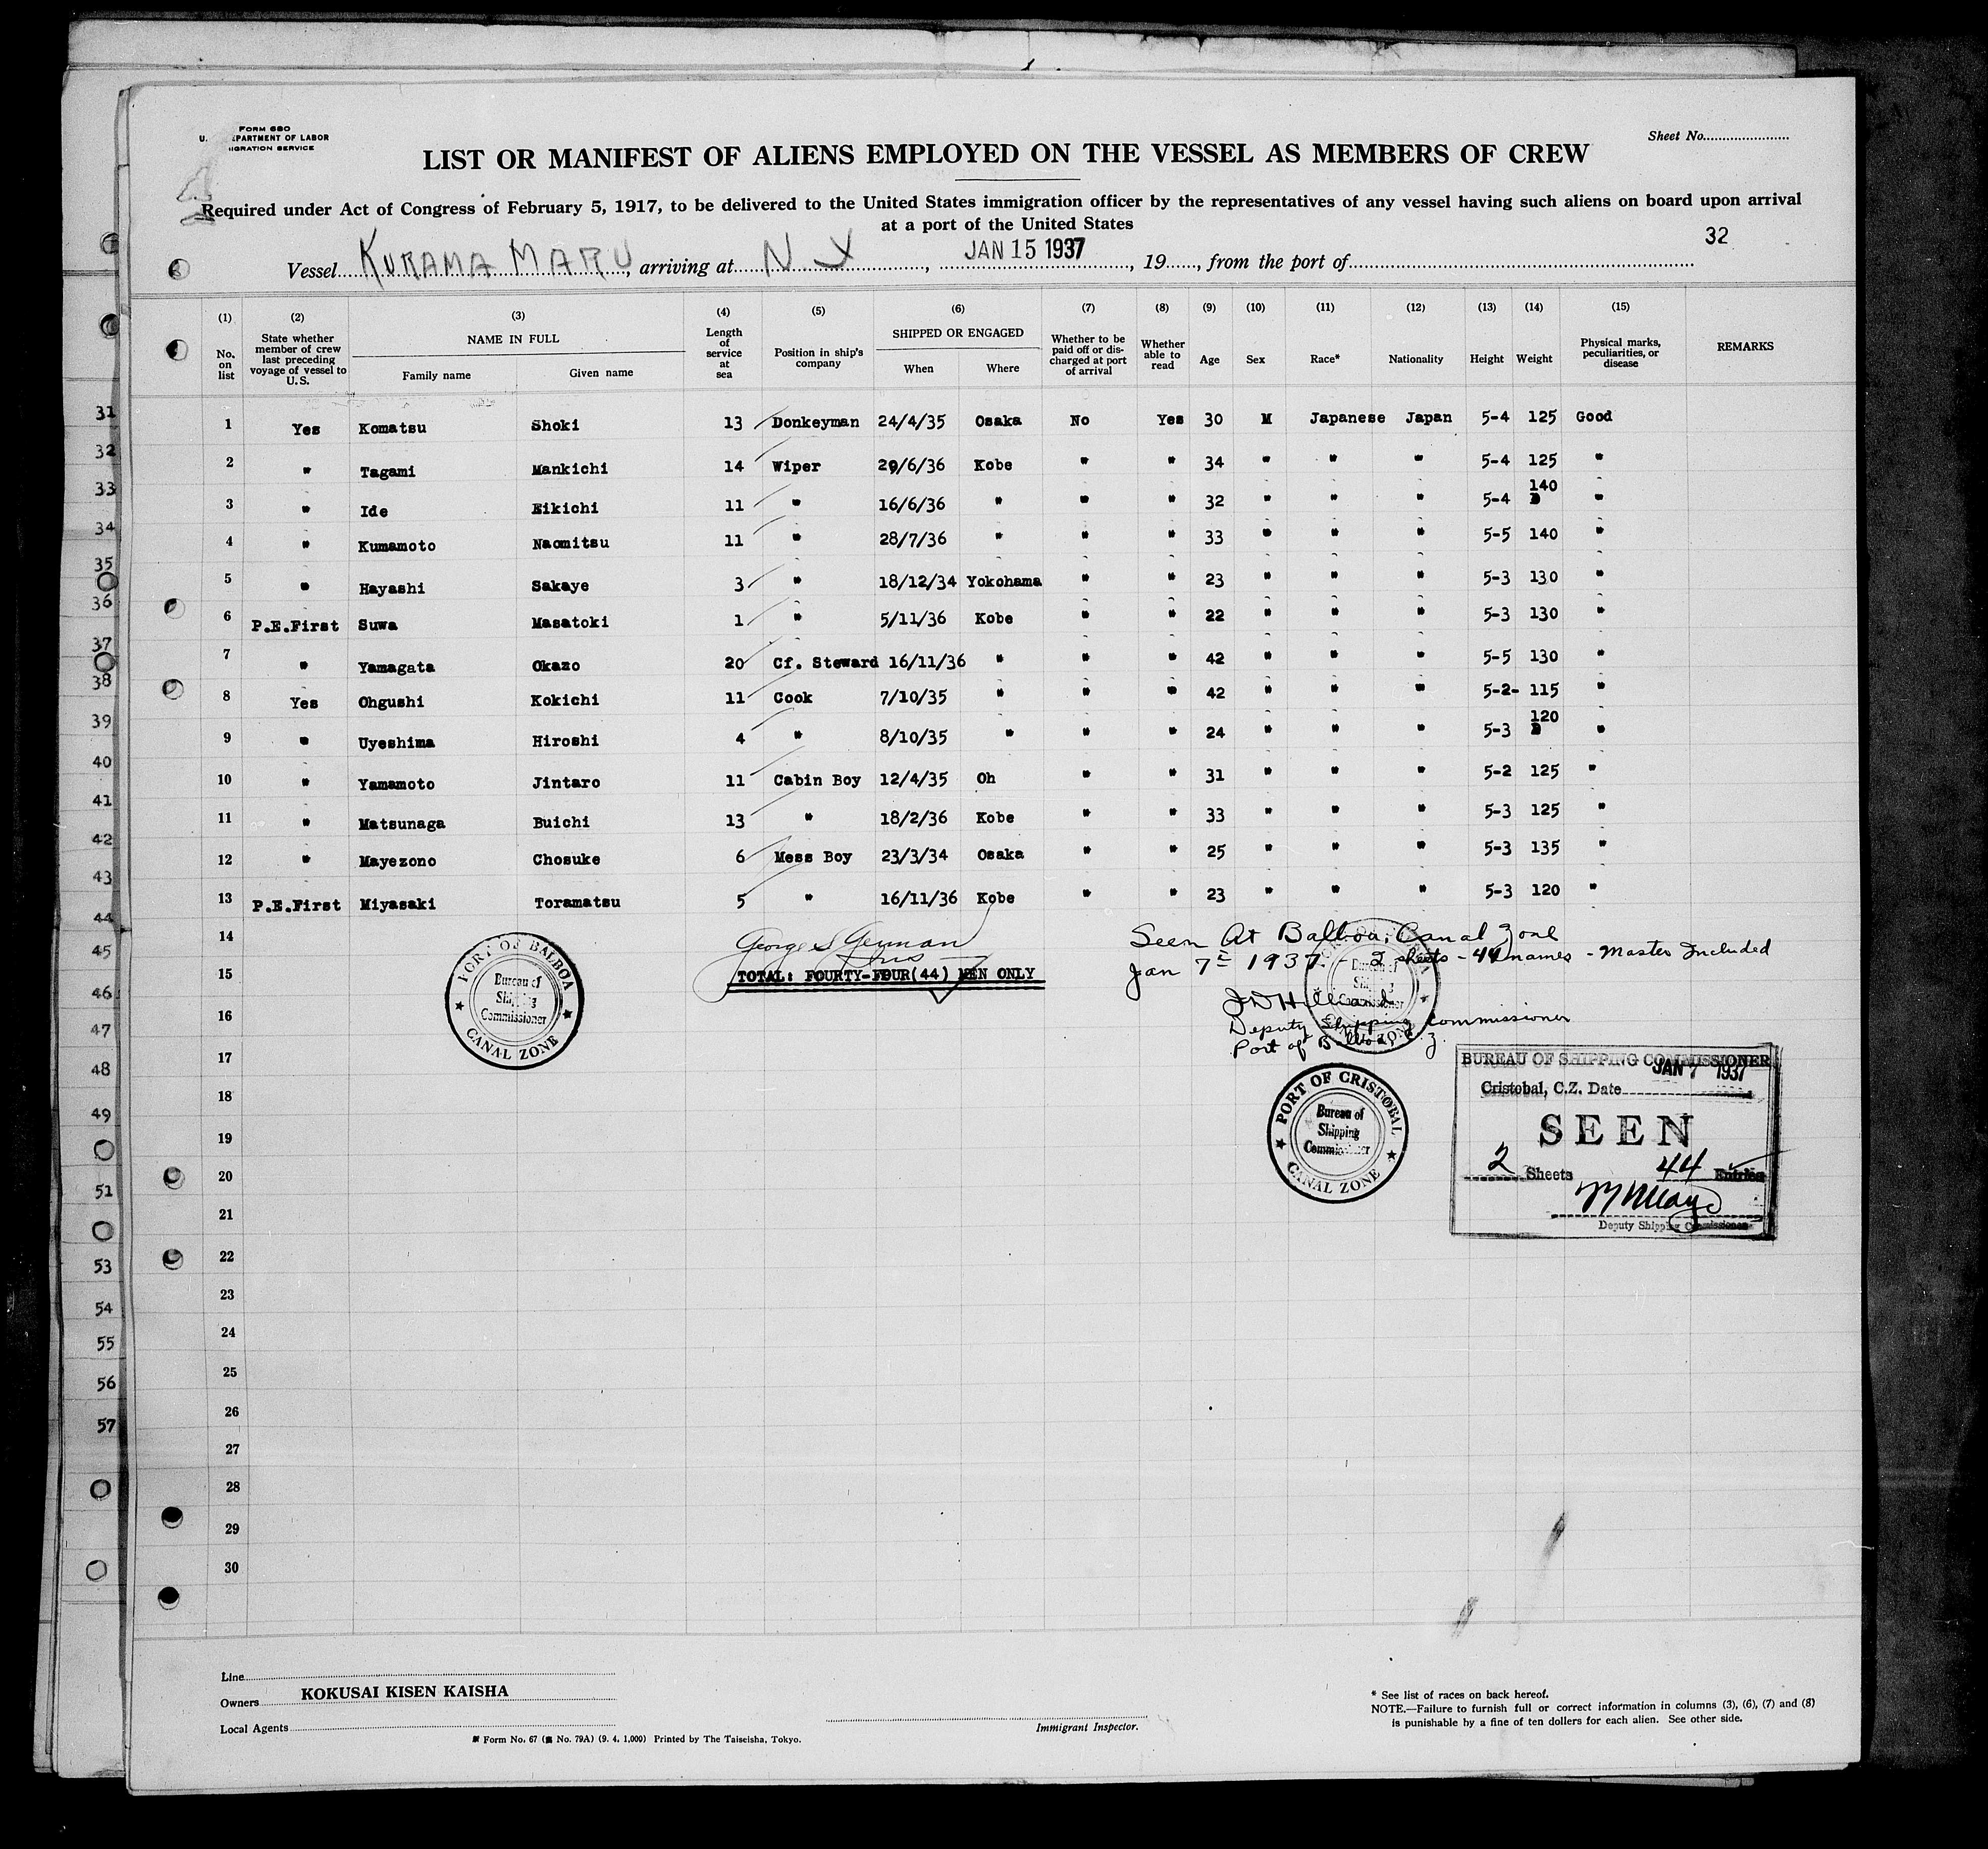 FORM 680
U. EPARTMENT OF LABOR
IGRATION SERVICE
Sheet No.
LIST OR MANIFEST OF ALIENS EMPLOYED ON THE VESSEL AS MEMBERS OF CREW
Required under Act of Congress of February 5, 1917, to be delivered to the United States immigration officer by the representatives of any vessel having such aliens on board upon arrival
at a port of the United States
32
Vessel KURAMA MARU, arriving at N Y, JAN 15 1937, 19, from the port of
(1) (2) (3) (4) (5) (6) (7) (8) (9) (10) (11) (12) (13) (14) (15)
No. on list State whether member of crew last preceding voyage of vessel to U.S. NAME IN FULL Family name Given name Length of service at sea Position in ship's company SHIPPED OR ENGAGED When Where Whether to be paid off or discharged at port of arrival Whether able to read Age Sex Race* Nationality Height Weight Physical marks, peculiarities, or disease REMARKS
1 Yes Komatsu Shoki 13 Donkeyman 24/4/35 Osaka No Yes 30 M Japanese Japan 5-4 125 Good
2 " Tagami Mankichi 14 Wiper 29/6/36 Kobe " " 34 " " " 5-4 125 "
3 " Ide Eikichi 11 " 16/6/36 " " " 32 " " " 5-4 140 "
4 " Kumamoto Naomitsu 11 " 28/7/36 " " " 33 " " " 5-5 140 "
5 " Hayashi Sakaye 3 " 18/12/34 Yokohama " " 23 " " " 5-3 130 "
6 P.E.First Suwa Masatoki 1 " 5/11/36 Kobe " " 22 " " " 5-3 130 "
7 " Yamagata Okazo 20 Cf. Steward 16/11/36 " " " 42 " " " 5-5 130 "
8 Yes Ohgushi Kokichi 11 Cook 7/10/35 " " " 42 " " " 5-2- 115 "
9 " Uyeshima Hiroshi 4 " 8/10/35 " " " 24 " " " 5-3 120 "
10 " Yamamoto Jintaro 11 Cabin Boy 12/4/35 Oh " " 31 " " " 5-2 125 "
11 " Matsunaga Buichi 13 " 18/2/36 Kobe " " 33 " " " 5-3 125 "
12 " Mayezono Chosuke 6 Mess Boy 23/3/34 Osaka " " 25 " " " 5-3 135 "
13 P.E.First Miyasaki Toramatsu 5 " 16/11/36 Kobe " " 23 " " " 5-3 120 "
14
15
16
17
18
19
20
21
22
23
24
25
26
27
28
29
30
George S German
TOTAL: FOURTY-FOUR(44) MEN ONLY
Seen At Balboa, Canal Zone
Jan 7th 1937 - 2 sheets - 44 names - Master Included
Deputy Shipping Commissioner
Port of Balboa, C.Z.
PORT OF BALBOA
Bureau of
Shipping
Commissioner
CANAL ZONE
PORT OF CRISTOBAL
Bureau of
Shipping
Commissioner
CANAL ZONE
BUREAU OF SHIPPING COMMISSIONER
Cristobal, C.Z. Date JAN 7 1937
SEEN
2 Sheets 44 Entries
Deputy Shipping Commissioner
31
32
33
34
35
36
37
38
39
40
41
42
43
44
45
46
47
48
49
51
53
54
55
56
57
Line
Owners KOKUSAI KISEN KAISHA
Local Agents
Immigrant Inspector.
Form No. 67 ( No. 79A) (9. 4. 1,000) Printed by The Taiseisha, Tokyo.
* See list of races on back hereof.
NOTE.—Failure to furnish full or correct information in columns (3), (6), (7) and (8)
is punishable by a fine of ten dollars for each alien. See other side.